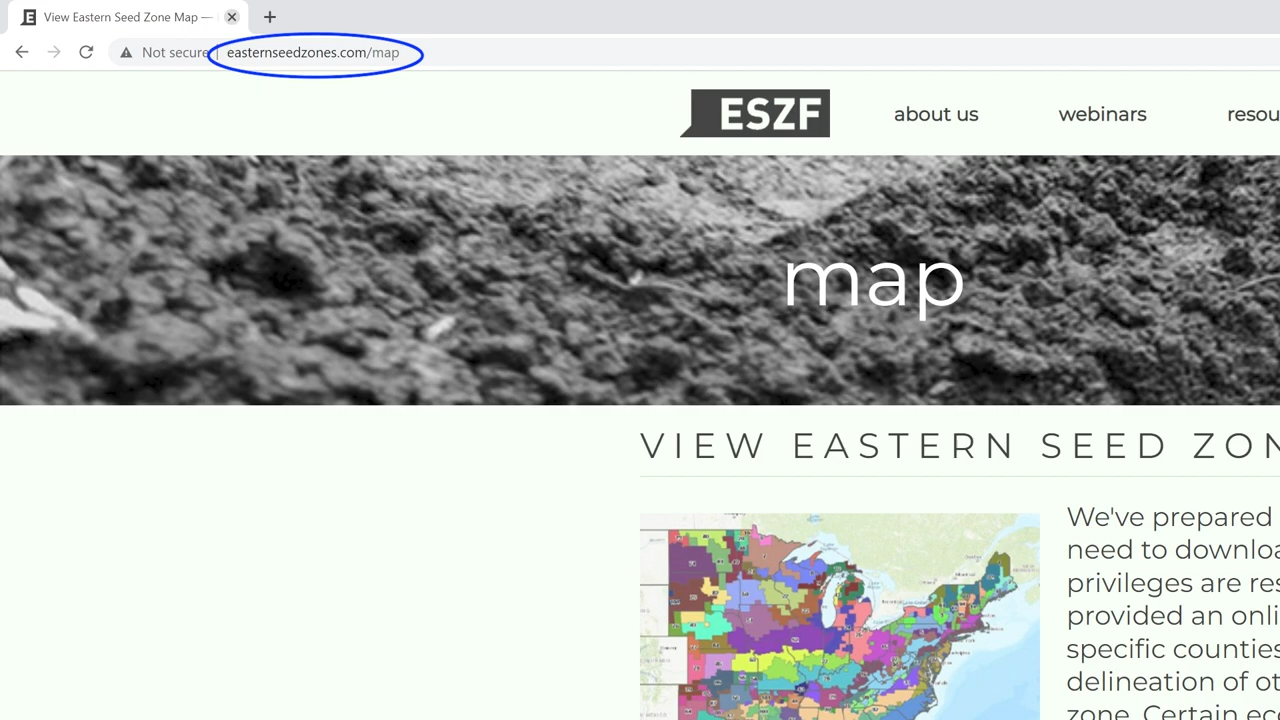 View Eastern Seed Zone Map —
Not secure | easternseedzones.com/map
ESZF
about us
webinars
resou
map
VIEW EASTERN SEED ZON
We've prepared
need to downloa
privileges are res
provided an onli
specific counties
delineation of ot
zone. Certain ec